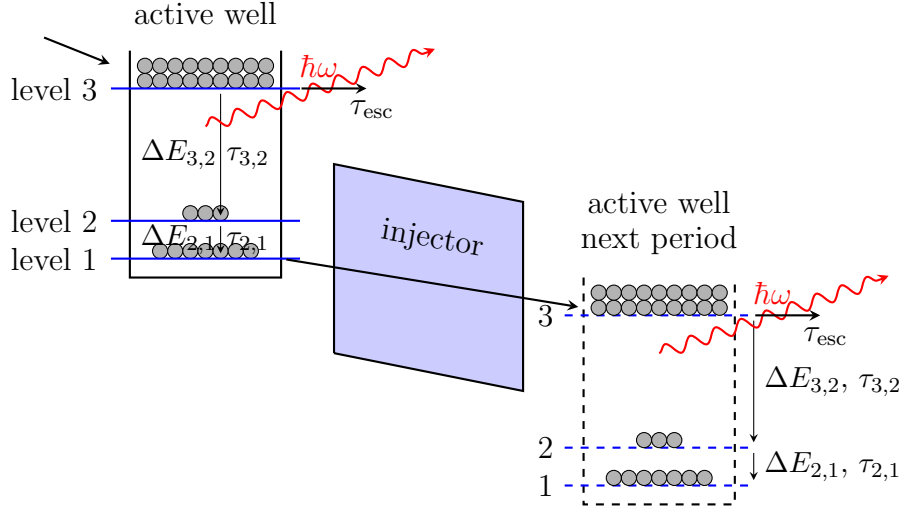 active well
ħω
level 3
τesc
ΔE3,2 τ3,2
level 2
ΔE2,1 τ2,1
level 1
injector
active well
next period
ħω
3
τesc
ΔE3,2, τ3,2
2
ΔE2,1, τ2,1
1